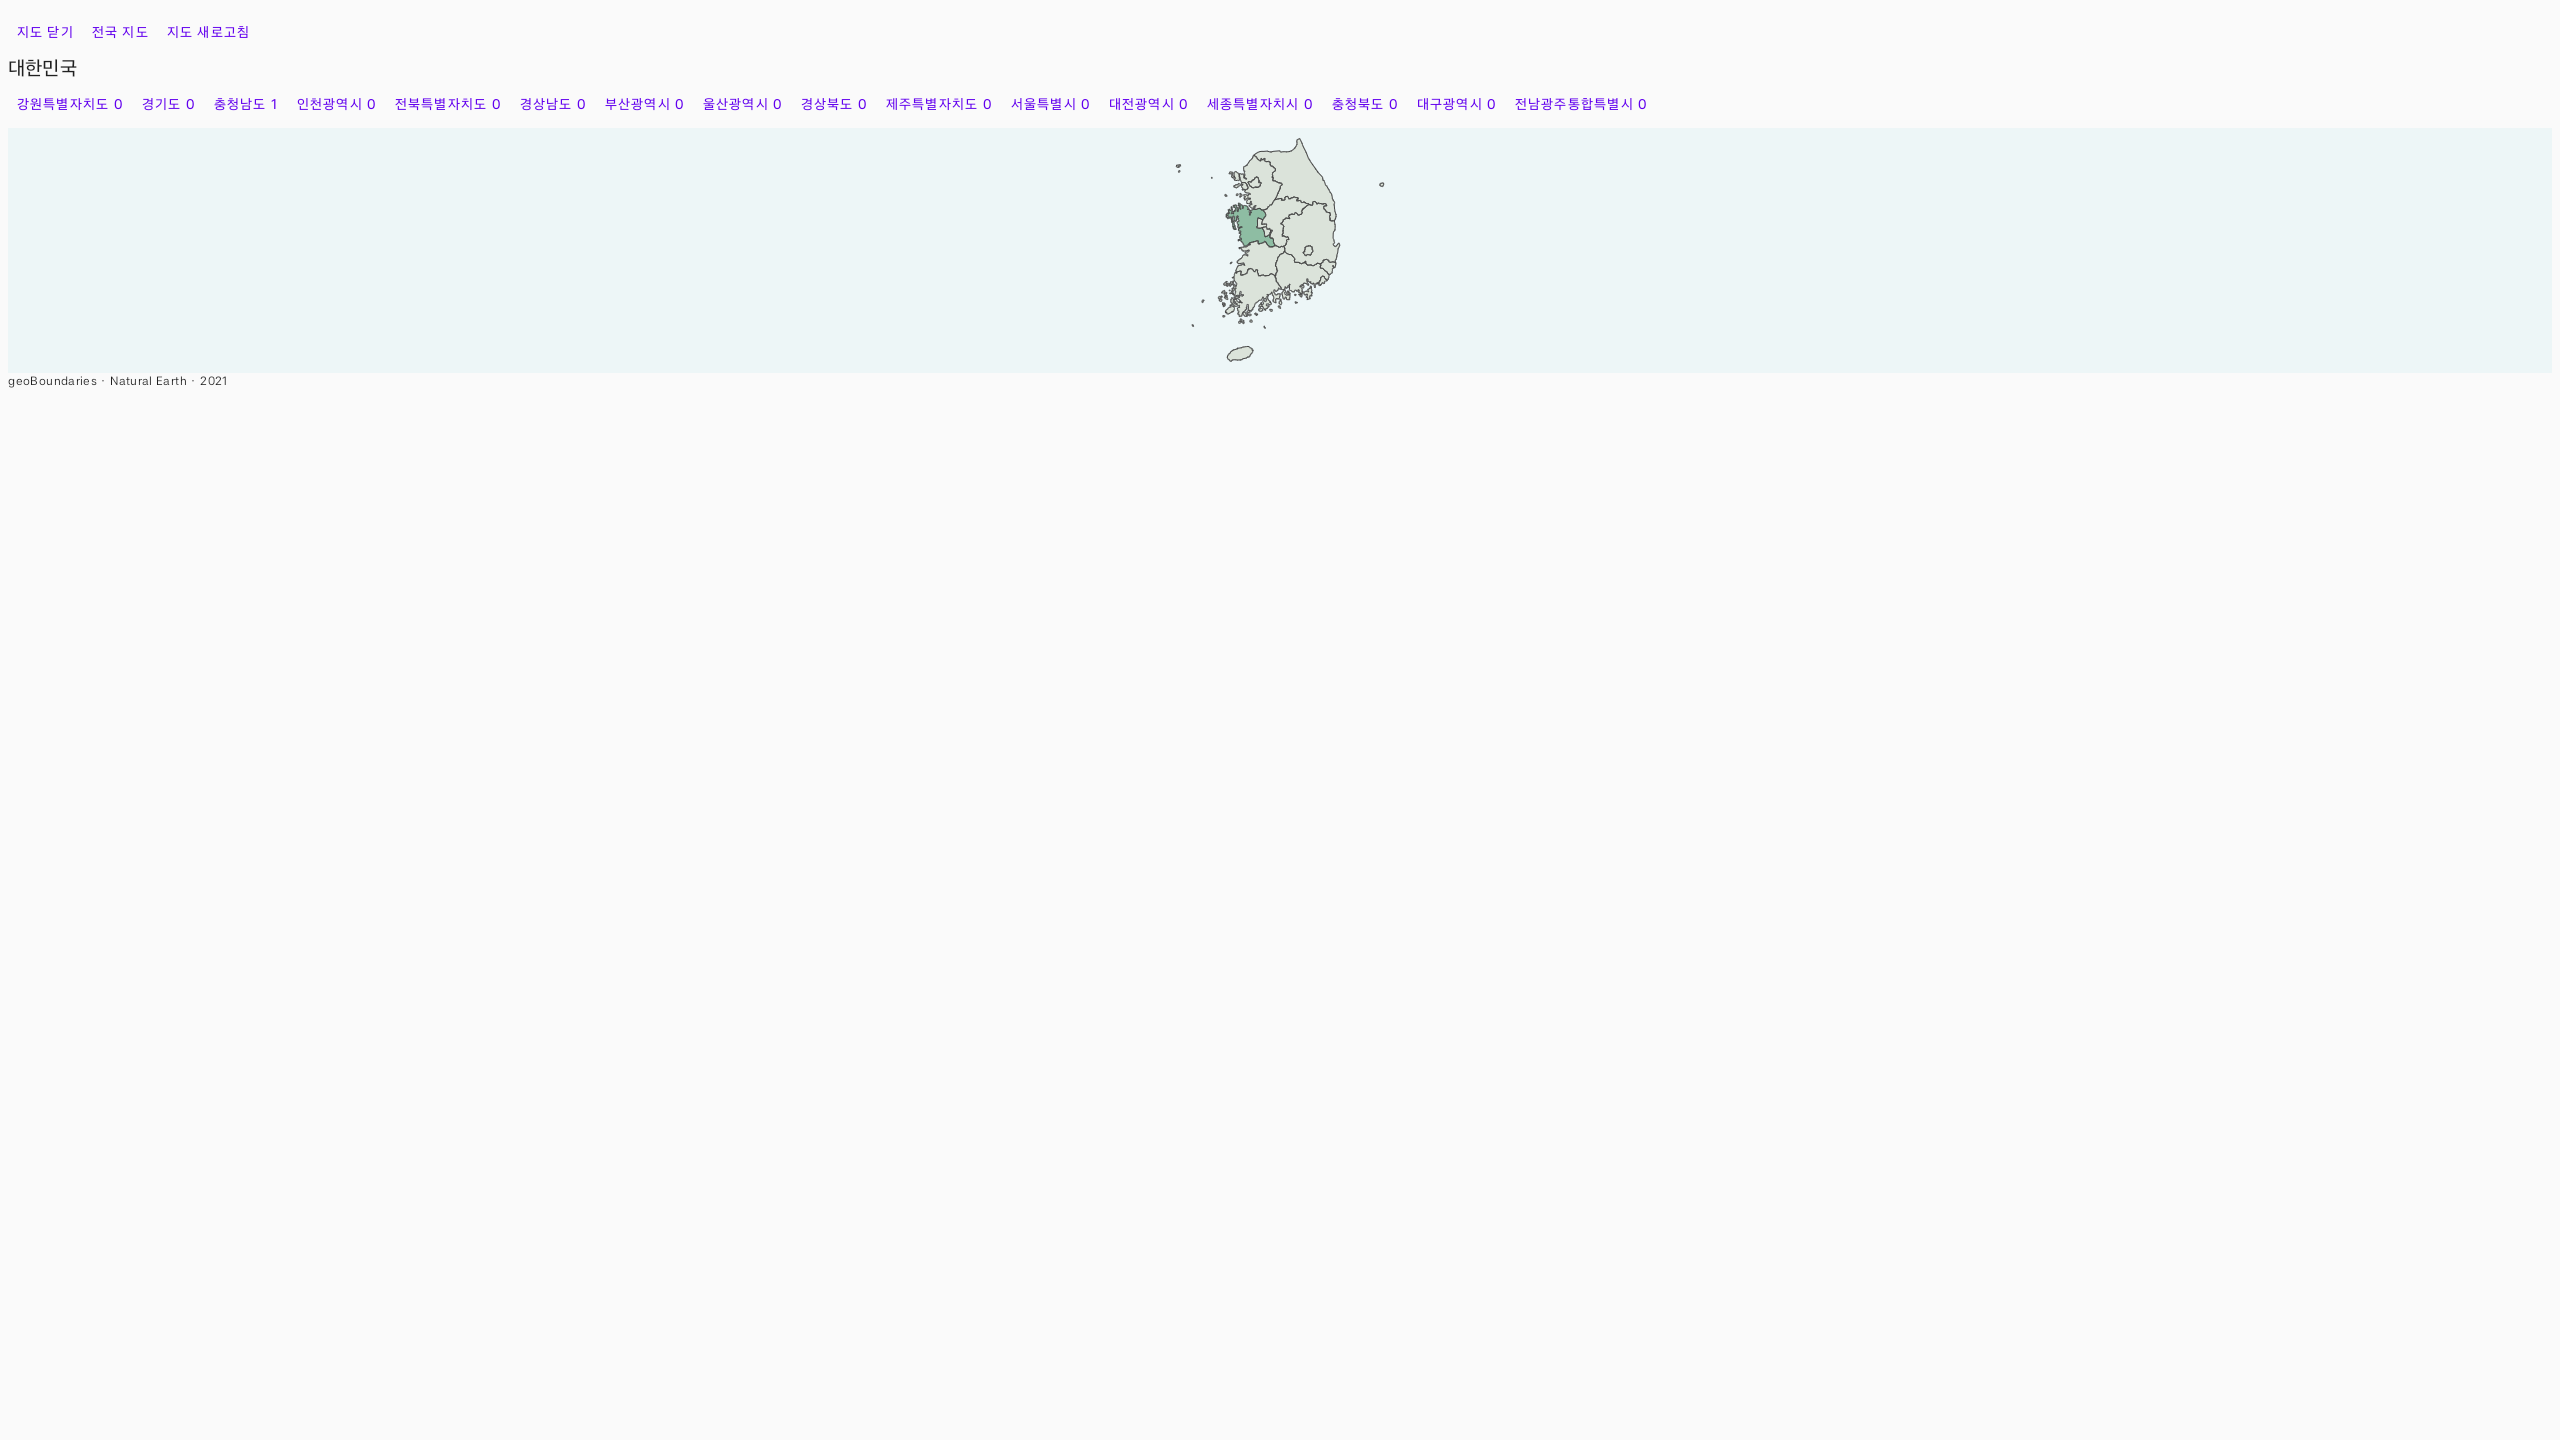 지도 닫기 전국 지도 지도 새로고침
대한민국
강원특별자치도 0 경기도 0 충청남도 1 인천광역시 0 전북특별자치도 0 경상남도 0 부산광역시 0 울산광역시 0 경상북도 0 제주특별자치도 0 서울특별시 0 대전광역시 0 세종특별자치시 0 충청북도 0 대구광역시 0 전남광주통합특별시 0
geoBoundaries · Natural Earth · 2021